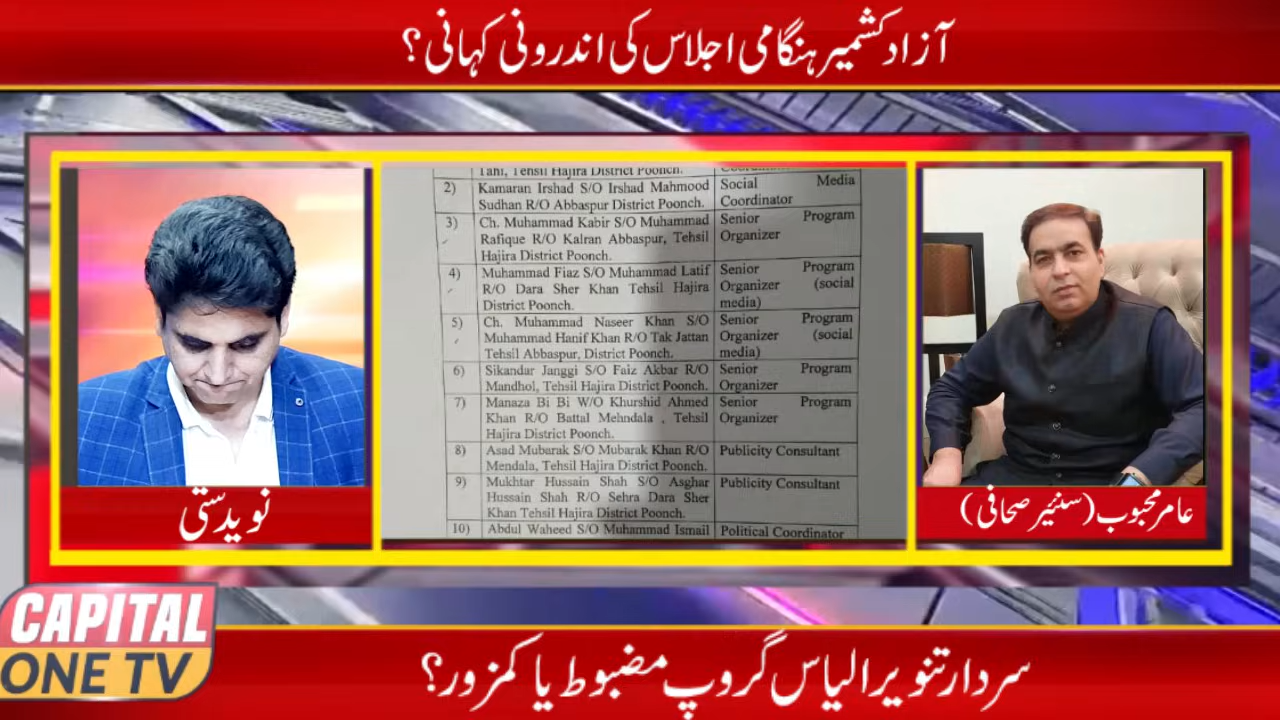 آزاد کشمیر ہنگامی اجلاس کی اندرونی کہانی؟
Tehsil Hajira District Poonch.
2) Kamaran Irshad S/O Irshad Mahmood Social Media
Sudhan R/O Abbaspur District Poonch. Coordinator
3) Ch. Muhammad Kabir S/O Muhammad Senior Program
Rafique R/O Kalran Abbaspur, Tehsil Organizer
Hajira District Poonch.
4) Muhammad Fiaz S/O Muhammad Latif Senior Program
R/O Dara Sher Khan Tehsil Hajira Organizer (social
District Poonch. media)
5) Ch. Muhammad Naseer Khan S/O Senior Program
Muhammad Hanif Khan R/O Tak Jattan Organizer (social
Tehsil Abbaspur, District Poonch. media)
6) Sikandar Janggi S/O Faiz Akbar R/O Senior Program
Mandhol, Tehsil Hajira District Poonch. Organizer
7) Manaza Bi Bi W/O Khurshid Ahmed Senior Program
Khan R/O Battal Mehndala , Tehsil Organizer
Hajira District Poonch.
8) Asad Mubarak S/O Mubarak Khan R/O Publicity Consultant
Mendala, Tehsil Hajira District Poonch.
9) Mukhtar Hussain Shah S/O Asghar Publicity Consultant
Hussain Shah R/O Sehra Dara Sher
Khan Tehsil Hajira District Poonch.
10) Abdul Waheed S/O Muhammad Ismail Political Coordinator
نوید ستی
عامر محبوب (سنئیر صحافی)
CAPITAL
ONE TV
سردار تنویر الیاس گروپ مضبوط یا کمزور؟